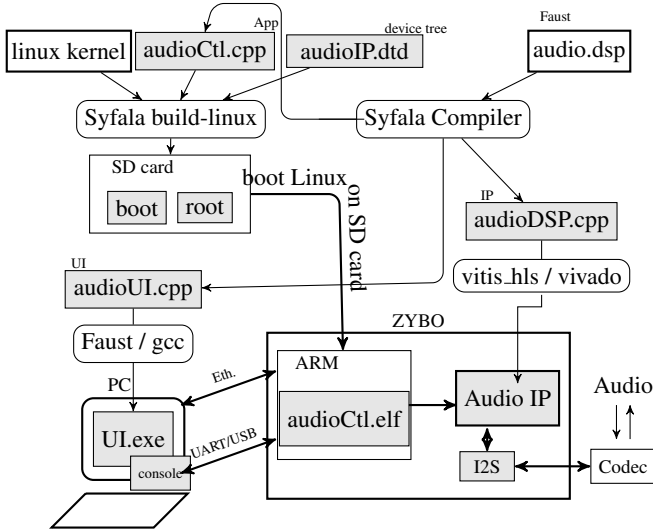 App
device tree
Faust
linux kernel
audioCtl.cpp
audioIP.dtd
audio.dsp
Syfala build-linux
Syfala Compiler
SD card
boot
root
boot Linux
on SD card
IP
audioDSP.cpp
UI
audioUI.cpp
vitis_hls / vivado
Faust / gcc
ZYBO
PC
Eth.
ARM
audioCtl.elf
Audio IP
Audio
UI.exe
console
UART/USB
I2S
Codec